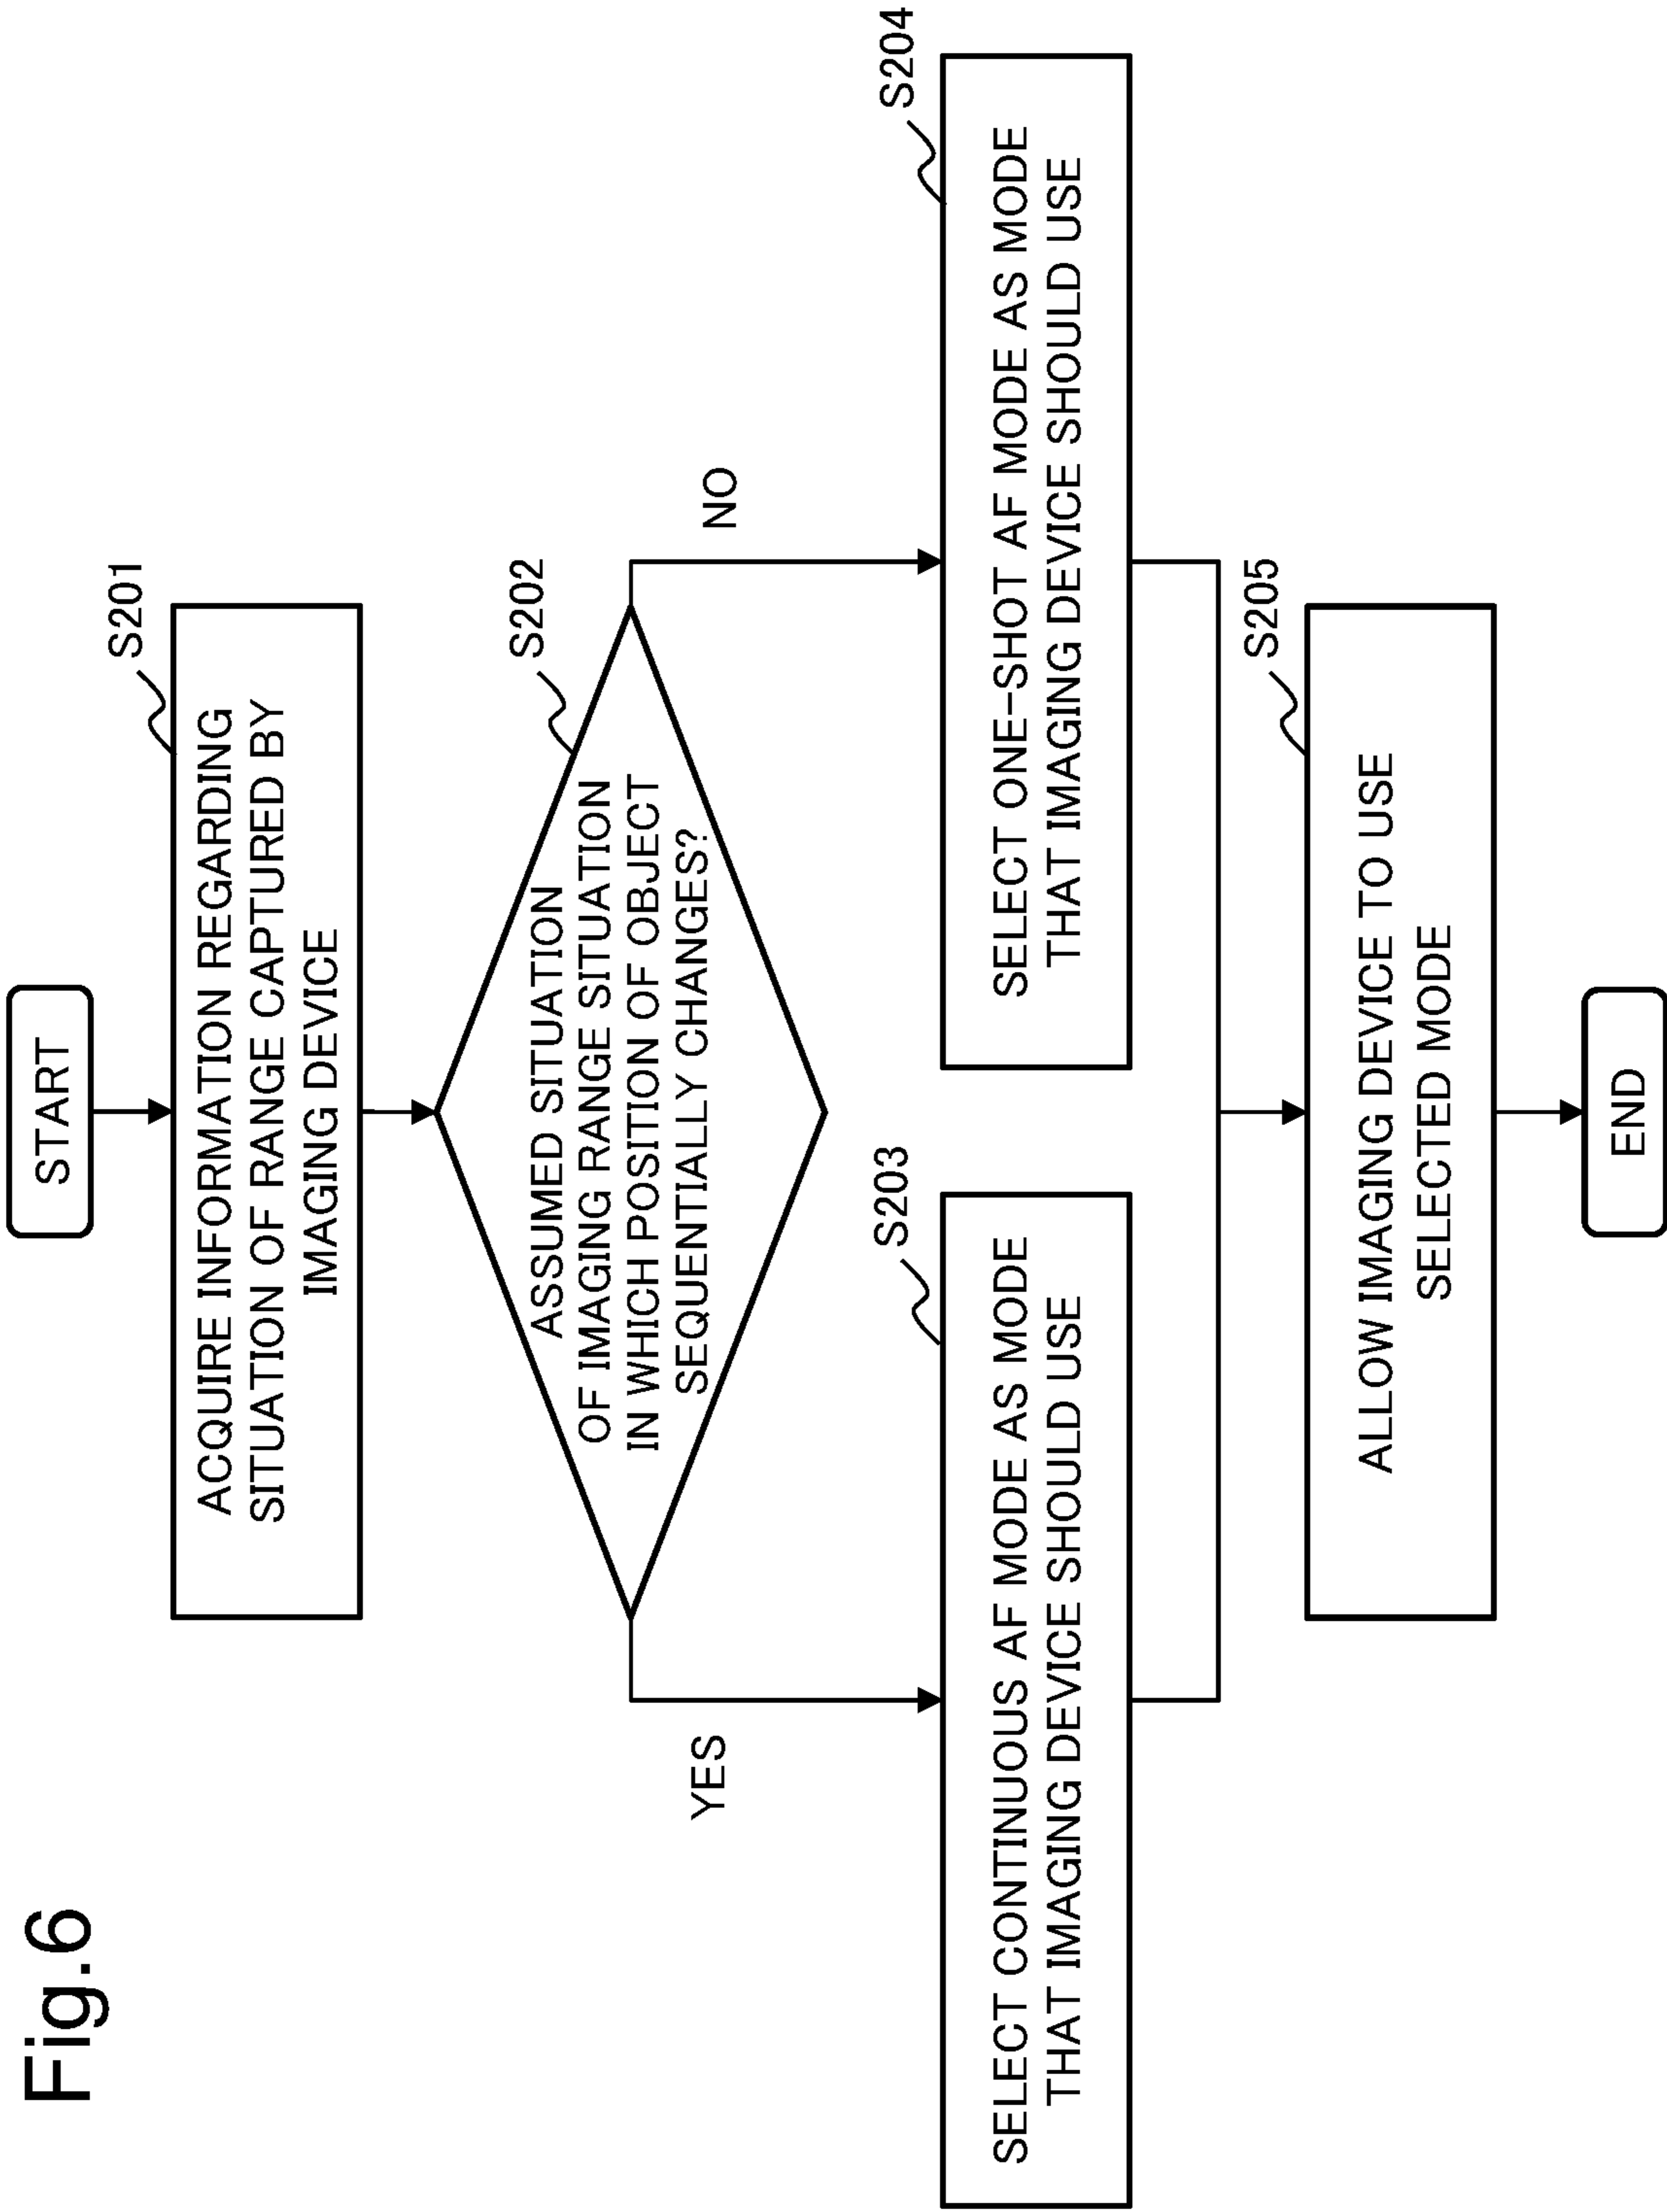 Fig.6
START
S201
ACQUIRE INFORMATION REGARDING
SITUATION OF RANGE CAPTURED BY
IMAGING DEVICE
S202
ASSUMED SITUATION
OF IMAGING RANGE SITUATION
IN WHICH POSITION OF OBJECT
SEQUENTIALLY CHANGES?
YES
NO
S203
SELECT CONTINUOUS AF MODE AS MODE
THAT IMAGING DEVICE SHOULD USE
S204
SELECT ONE-SHOT AF MODE AS MODE
THAT IMAGING DEVICE SHOULD USE
S205
ALLOW IMAGING DEVICE TO USE
SELECTED MODE
END